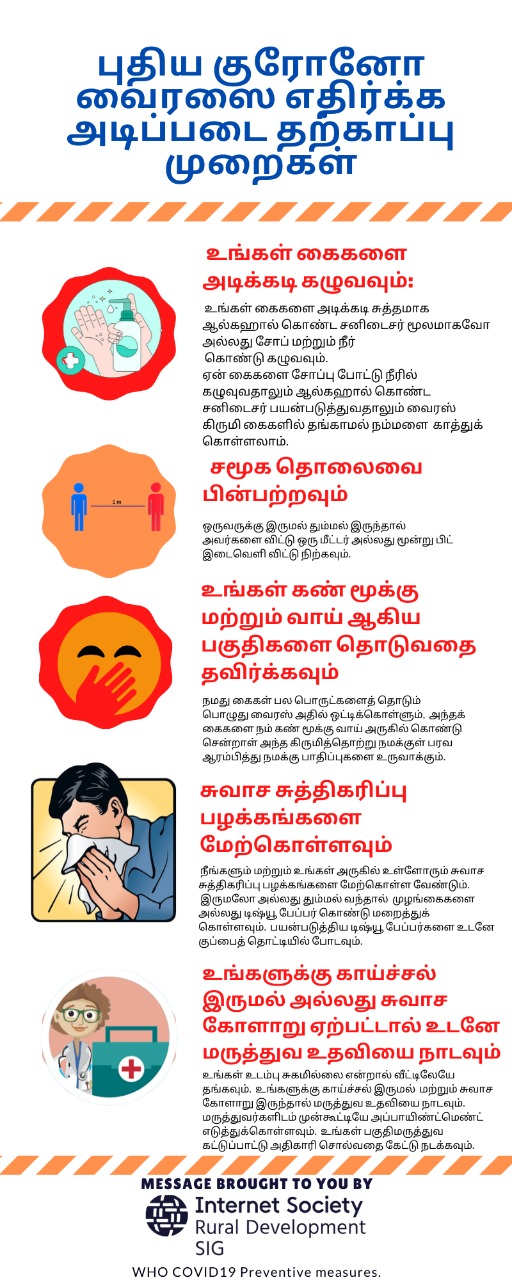 புதிய குரோனோ
வைரஸை எதிர்க்க
அடிப்படை தற்காப்பு
முறைகள்
உங்கள் கைகளை
அடிக்கடி கழுவவும்:
உங்கள் கைகளை அடிக்கடி சுத்தமாக
ஆல்கஹால் கொண்ட சனிடைசர் மூலமாகவோ
அல்லது சோப் மற்றும் நீர்
கொண்டு கழுவவும்.
ஏன் கைகளை சோப்பு போட்டு நீரில்
கழுவுவதாலும் ஆல்கஹால் கொண்ட
சனிடைசர் பயன்படுத்துவதாலும் வைரஸ்
கிருமி கைகளில் தங்காமல் நம்மளை காத்துக்
கொள்ளலாம்.
சமூக தொலைவை
பின்பற்றவும்
1 m
ஒருவருக்கு இருமல் தும்மல் இருந்தால்
அவர்களை விட்டு ஒரு மீட்டர் அல்லது மூன்று பிட்
இடைவெளி விட்டு நிற்கவும்.
உங்கள் கண் மூக்கு
மற்றும் வாய் ஆகிய
பகுதிகளை தொடுவதை
தவிர்க்கவும்
நமது கைகள் பல பொருட்களைத் தொடும்
பொழுது வைரஸ் அதில் ஒட்டிக்கொள்ளும், அந்தக்
கைகளை நம் கண் மூக்கு வாய் அருகில் கொண்டு
சென்றாள் அந்த கிருமித்தொற்று நமக்குள் பரவ
ஆரம்பித்து நமக்கு பாதிப்புகளை உருவாக்கும்.
சுவாச சுத்திகரிப்பு
பழக்கங்களை
மேற்கொள்ளவும்
நீங்களும் மற்றும் உங்கள் அருகில் உள்ளோரும் சுவாச
சுத்திகரிப்பு பழக்கங்களை மேற்கொள்ள வேண்டும்.
இருமலோ அல்லது தும்மல் வந்தால் முழங்கைகளை
அல்லது டிஷ்யூ பேப்பர் கொண்டு மறைத்துக்
கொள்ளவும். பயன்படுத்திய டிஷ்யூ பேப்பர்களை உடனே
குப்பைத் தொட்டியில் போடவும்.
உங்களுக்கு காய்ச்சல்
இருமல் அல்லது சுவாச
கோளாறு ஏற்பட்டால் உடனே
மருத்துவ உதவியை நாடவும்
உங்கள் உடம்பு சுகமில்லை என்றால் வீட்டிலேயே
தங்கவும். உங்களுக்கு காய்ச்சல் இருமல் மற்றும் சுவாச
கோளாறு இருந்தால் மருத்துவ உதவியை நாடவும்.
மருத்துவர்களிடம் முன்கூட்டியே அப்பாயிண்ட்மெண்ட்
எடுத்துக்கொள்ளவும். உங்கள் பகுதிமருத்துவ
கட்டுப்பாட்டு அதிகாரி சொல்வதை கேட்டு நடக்கவும்.
MESSAGE BROUGHT TO YOU BY
Internet Society
Rural Development
SIG
WHO COVID19 Preventive measures.